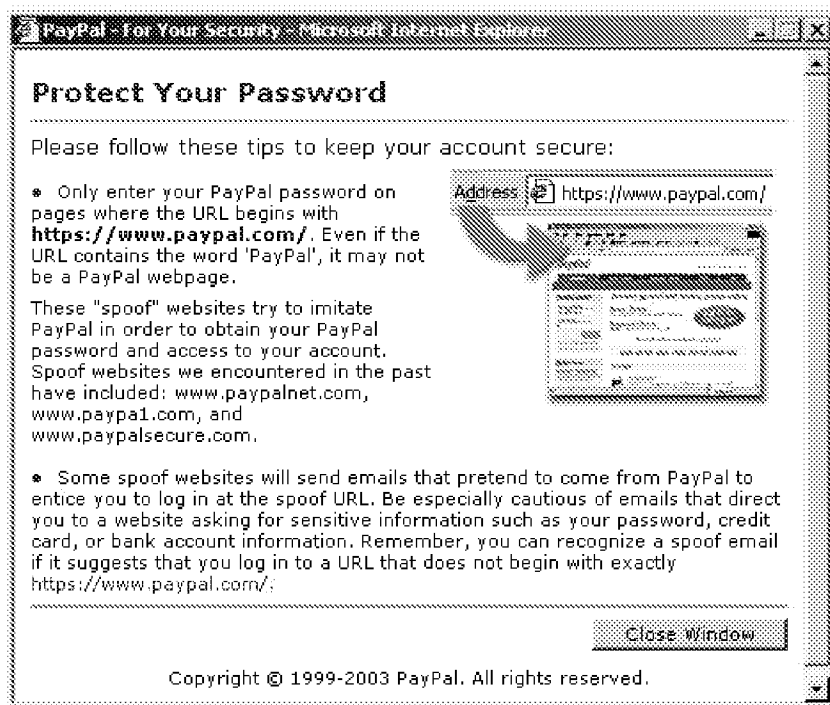 PayPal - For Your Security - Microsoft Internet Explorer
Protect Your Password
Please follow these tips to keep your account secure:
• Only enter your PayPal password on
pages where the URL begins with
https://www.paypal.com/. Even if the
URL contains the word 'PayPal', it may not
be a PayPal webpage.
Address https://www.paypal.com/
These "spoof" websites try to imitate
PayPal in order to obtain your PayPal
password and access to your account.
Spoof websites we encountered in the past
have included: www.paypalnet.com,
www.paypa1.com, and
www.paypalsecure.com.
• Some spoof websites will send emails that pretend to come from PayPal to
entice you to log in at the spoof URL. Be especially cautious of emails that direct
you to a website asking for sensitive information such as your password, credit
card, or bank account information. Remember, you can recognize a spoof email
if it suggests that you log in to a URL that does not begin with exactly
https://www.paypal.com/.
Close Window
Copyright © 1999-2003 PayPal. All rights reserved.